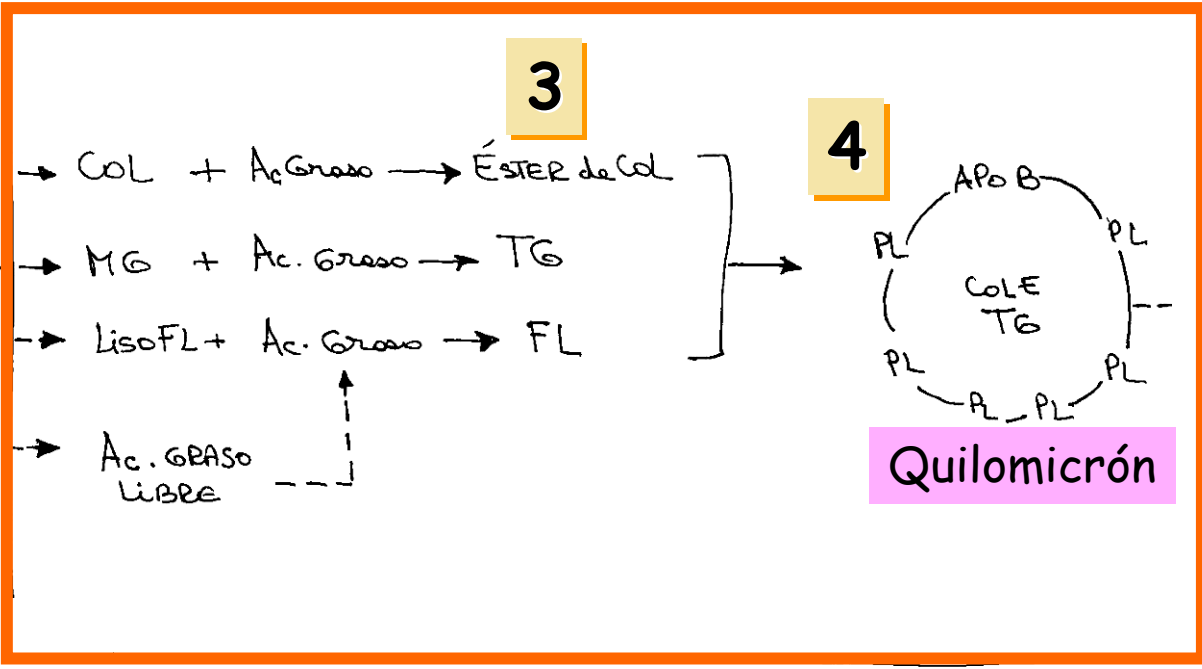 3
4
COL + Ac Graso → ÉSTER de COL
MG + Ac. Graso → TG
LisoFL + Ac. Graso → FL
Ac. GRASO
LIBRE
APO B
PL
PL
COLE
TG
PL
PL
PL
PL
Quilomicrón